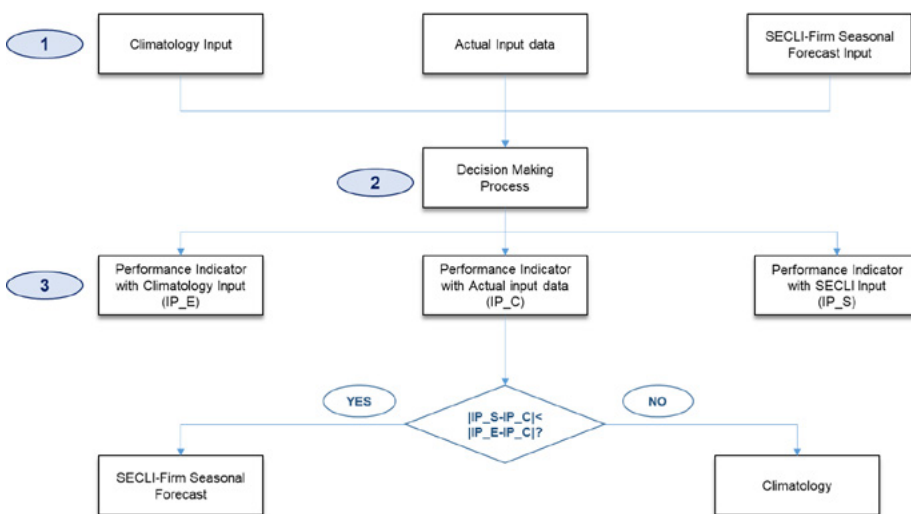 1
Climatology Input
Actual Input data
SECLI-Firm Seasonal
Forecast Input
2
Decision Making
Process
3
Performance Indicator
with Climatology Input
(IP_E)
Performance Indicator
with Actual input data
(IP_C)
Performance Indicator
with SECLI Input
(IP_S)
YES
|IP_S-IP_C|<
|IP_E-IP_C|?
NO
SECLI-Firm Seasonal
Forecast
Climatology